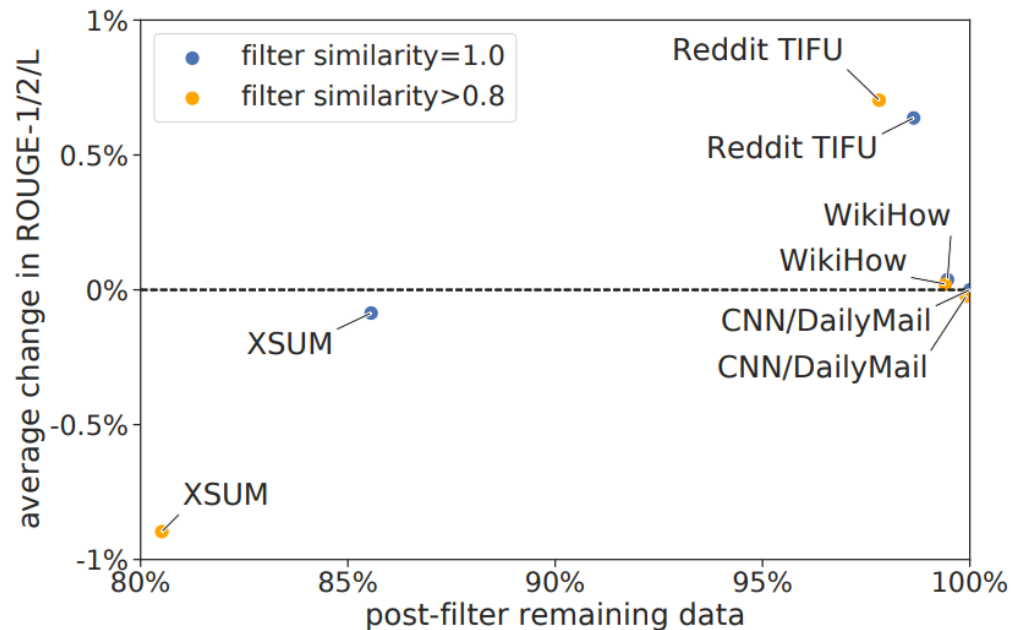 1%
0.5%
0%
-0.5%
-1%
average change in ROUGE-1/2/L
filter similarity=1.0
filter similarity>0.8
Reddit TIFU
Reddit TIFU
WikiHow
WikiHow
CNN/DailyMail
CNN/DailyMail
XSUM
XSUM
80% 85% 90% 95% 100%
post-filter remaining data